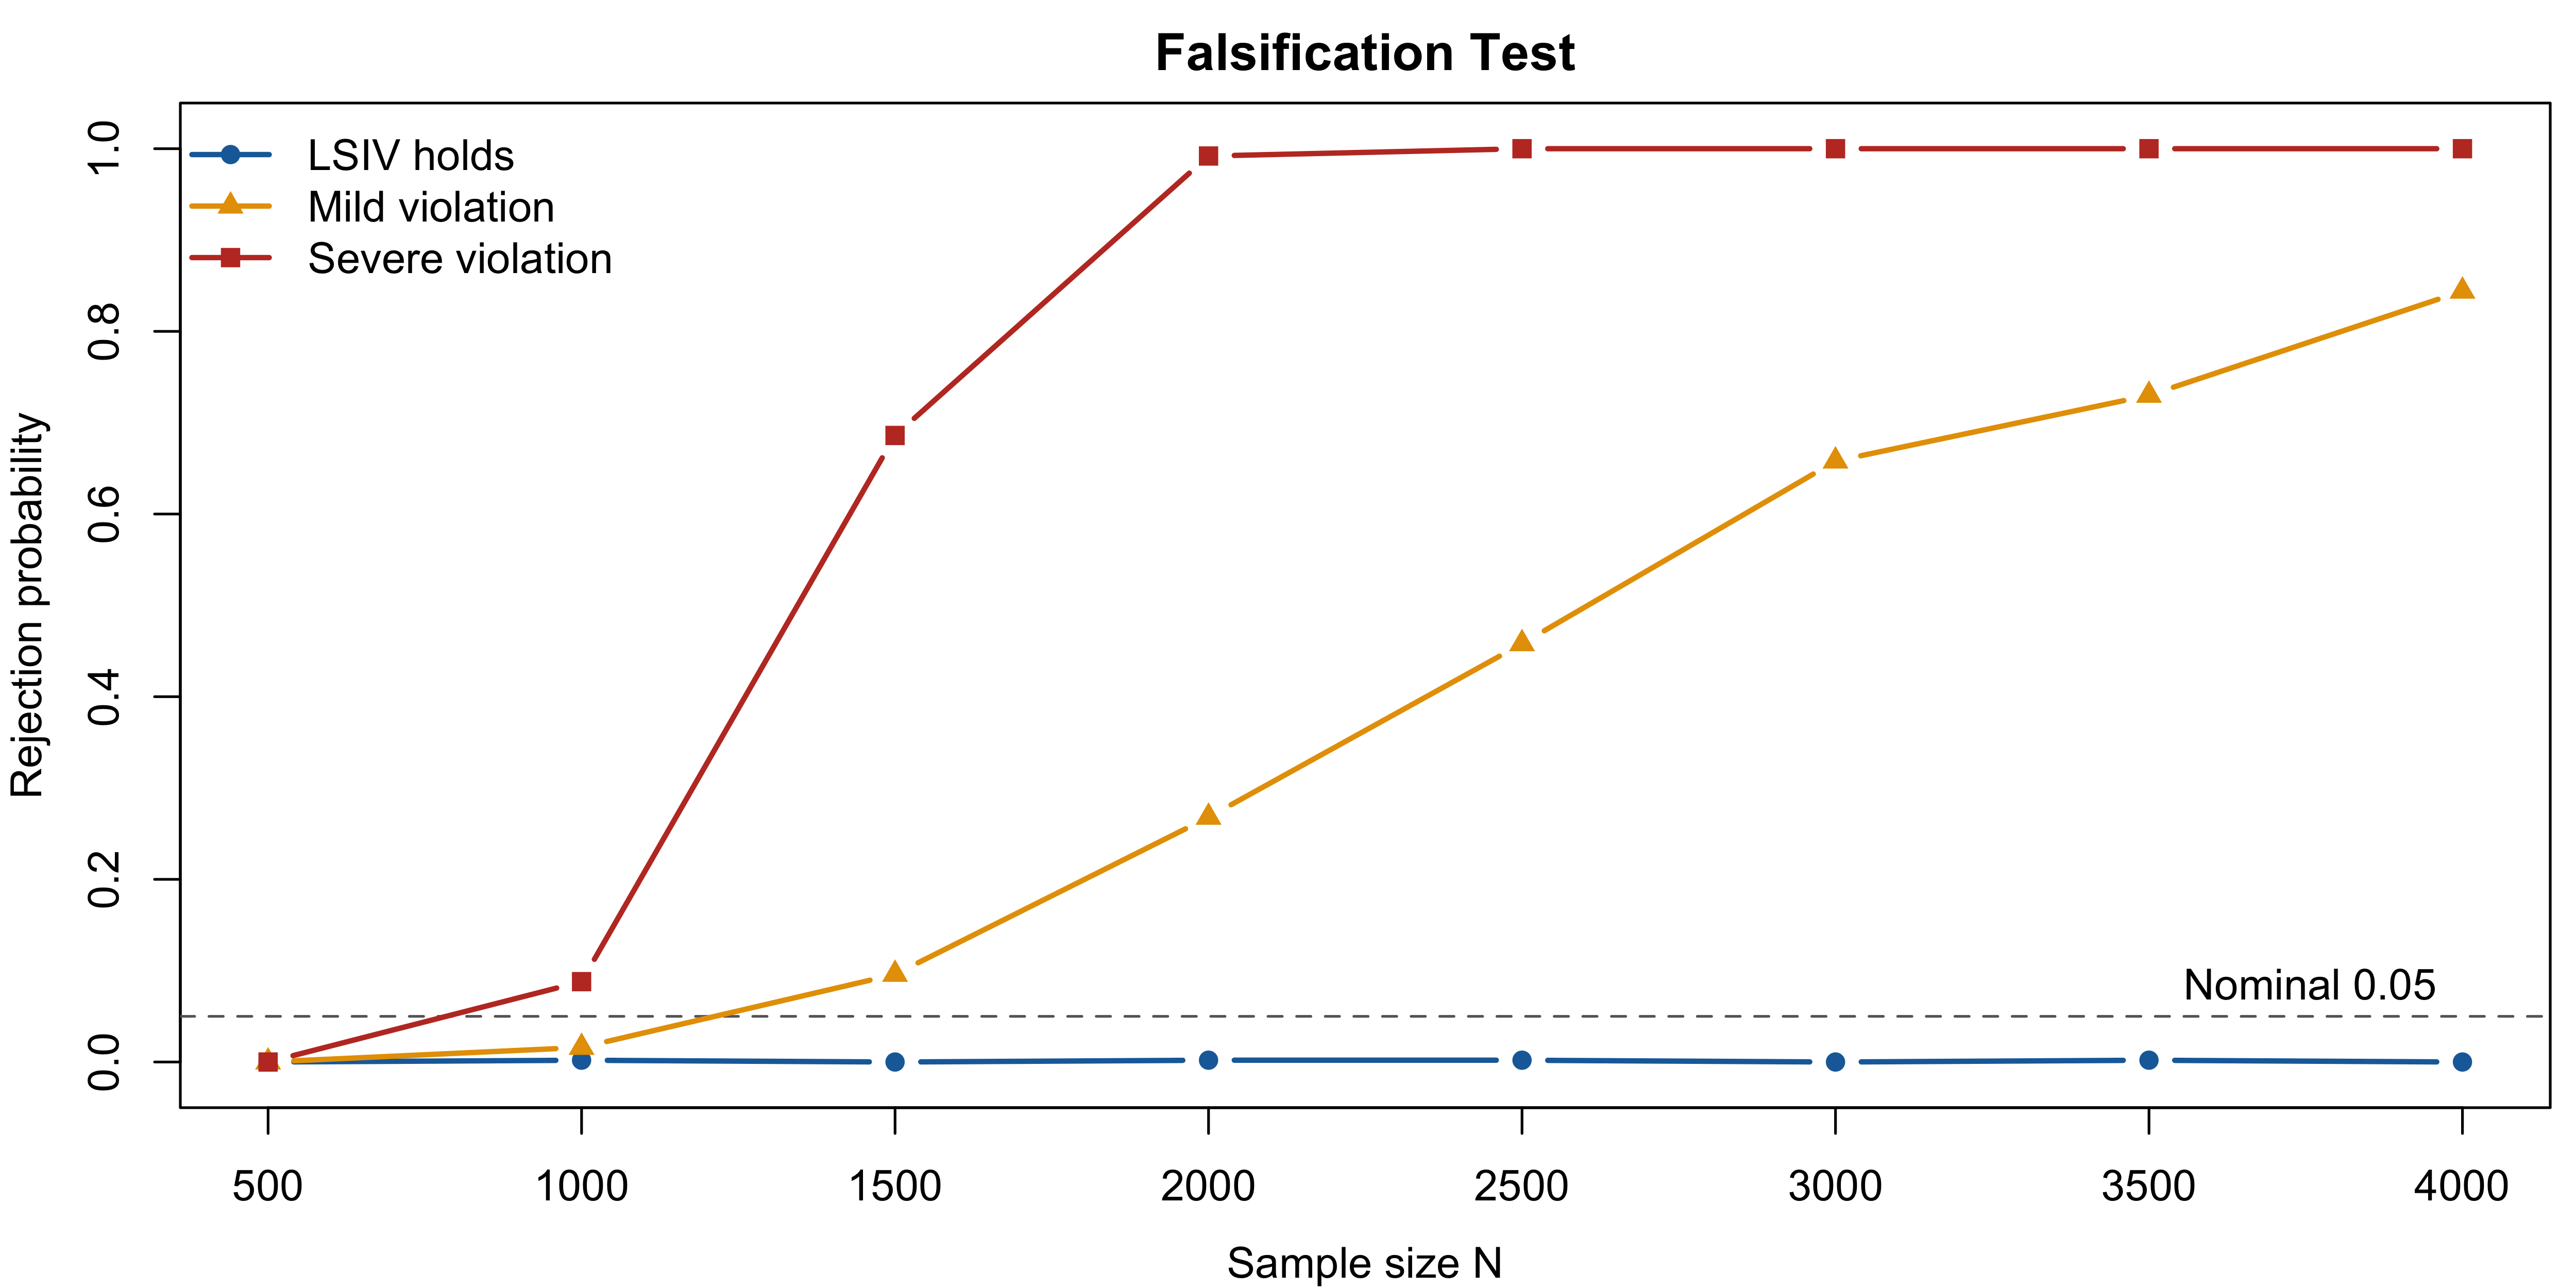 Falsification Test
LSIV holds
Mild violation
Severe violation
1.0
0.8
0.6
0.4
0.2
0.0
Rejection probability
Nominal 0.05
500 1000 1500 2000 2500 3000 3500 4000
Sample size N